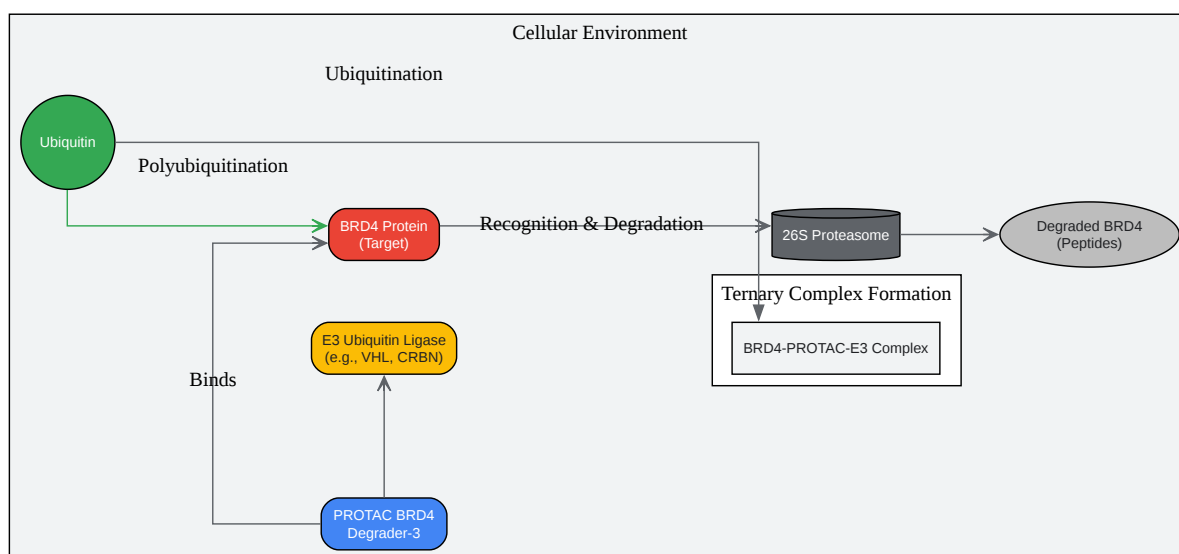 Cellular Environment
Ubiquitination
Ubiquitin
Polyubiquitination
BRD4 Protein
(Target)
Recognition & Degradation
26S Proteasome
Degraded BRD4
(Peptides)
Ternary Complex Formation
BRD4-PROTAC-E3 Complex
E3 Ubiquitin Ligase
(e.g., VHL, CRBN)
Binds
PROTAC BRD4
Degrader-3